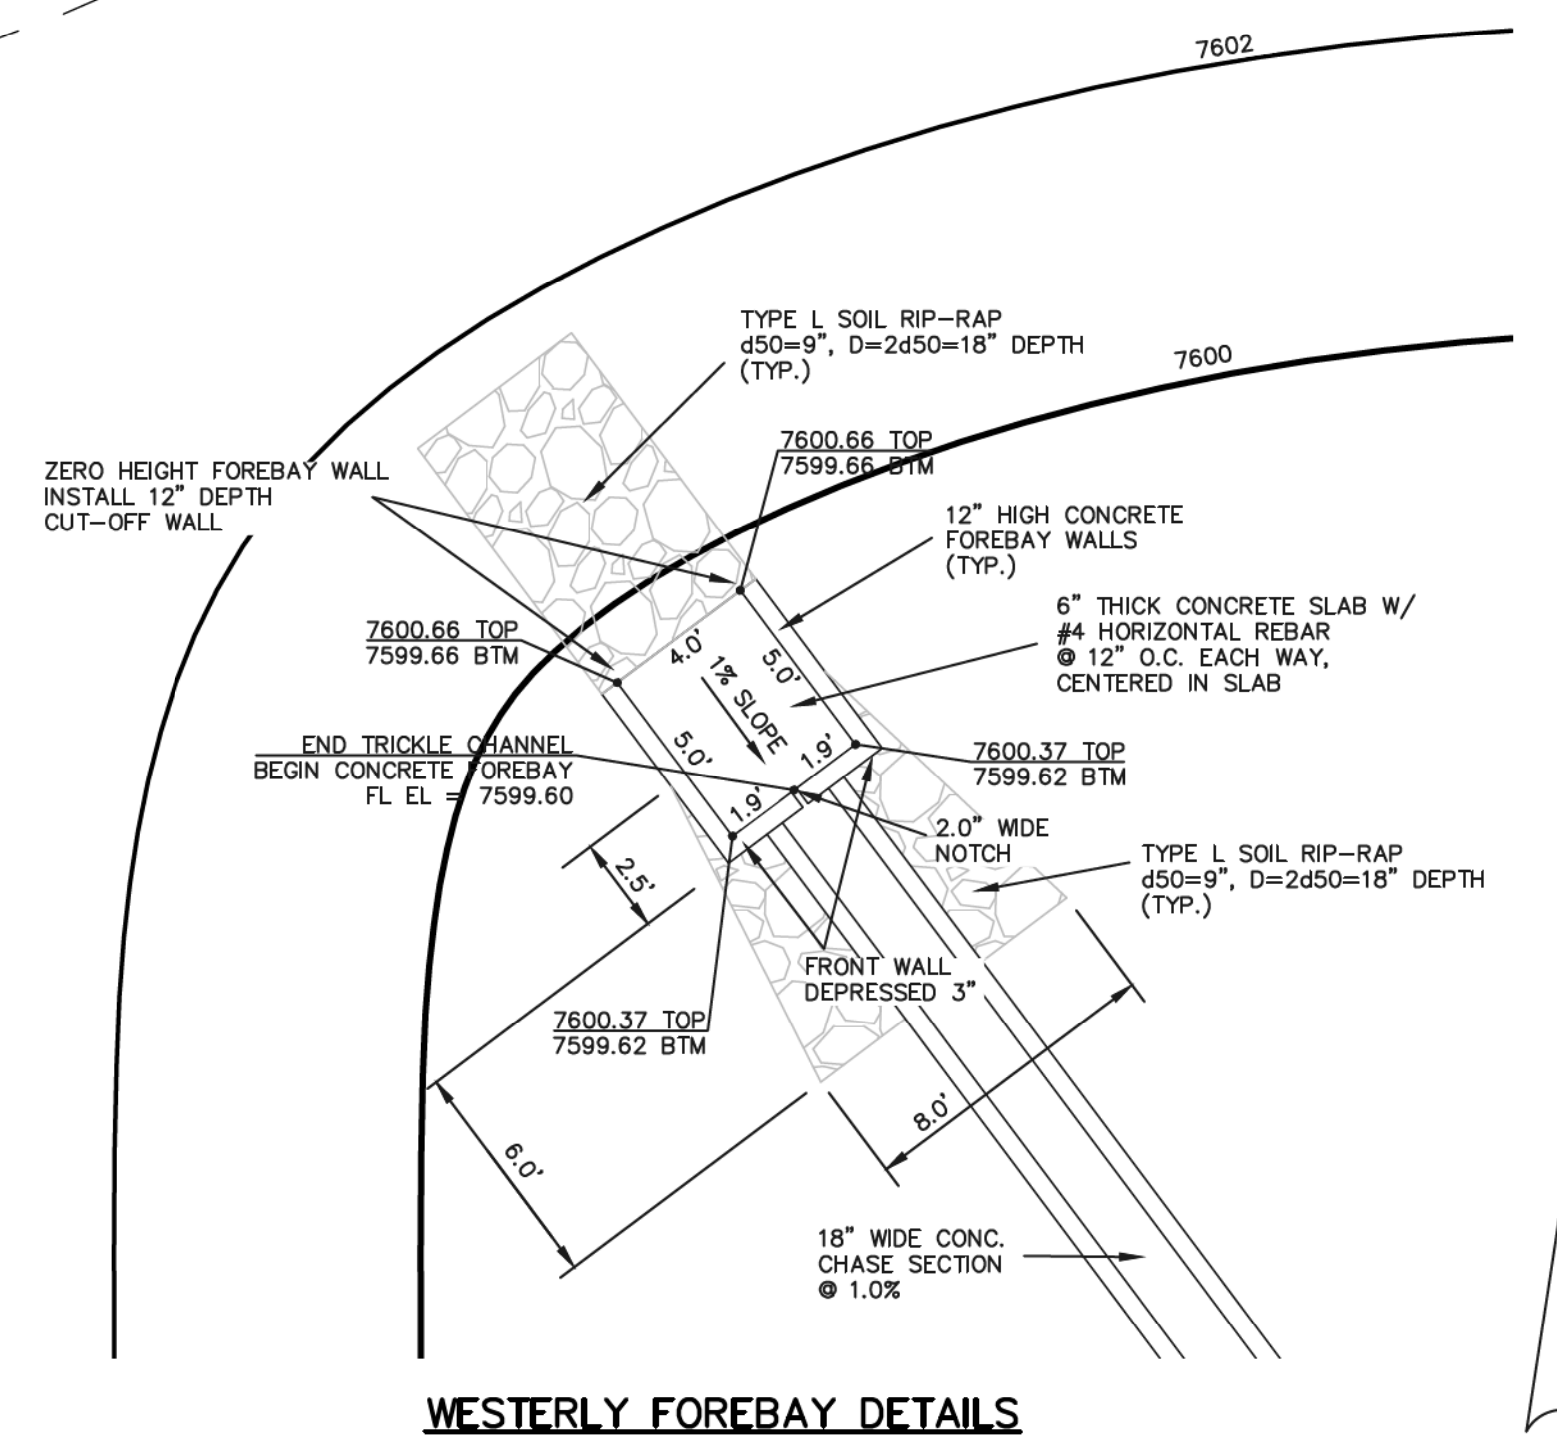 7602
TYPE L SOIL RIP-RAP
d50=9", D=2d50=18" DEPTH
(TYP.)
7600
7600.66 TOP
7599.66 BTM
ZERO HEIGHT FOREBAY WALL
INSTALL 12" DEPTH
CUT-OFF WALL
12" HIGH CONCRETE
FOREBAY WALLS
(TYP.)
6" THICK CONCRETE SLAB W/
#4 HORIZONTAL REBAR
@ 12" O.C. EACH WAY,
CENTERED IN SLAB
7600.66 TOP
7599.66 BTM
4.0'
5.0'
1% SLOPE
5.0'
1.9'
1.9'
END TRICKLE CHANNEL
BEGIN CONCRETE FOREBAY
FL EL = 7599.60
7600.37 TOP
7599.62 BTM
2.0" WIDE
NOTCH
TYPE L SOIL RIP-RAP
d50=9", D=2d50=18" DEPTH
(TYP.)
2.5'
FRONT WALL
DEPRESSED 3"
7600.37 TOP
7599.62 BTM
8.0'
6.0'
18" WIDE CONC.
CHASE SECTION
@ 1.0%
WESTERLY FOREBAY DETAILS